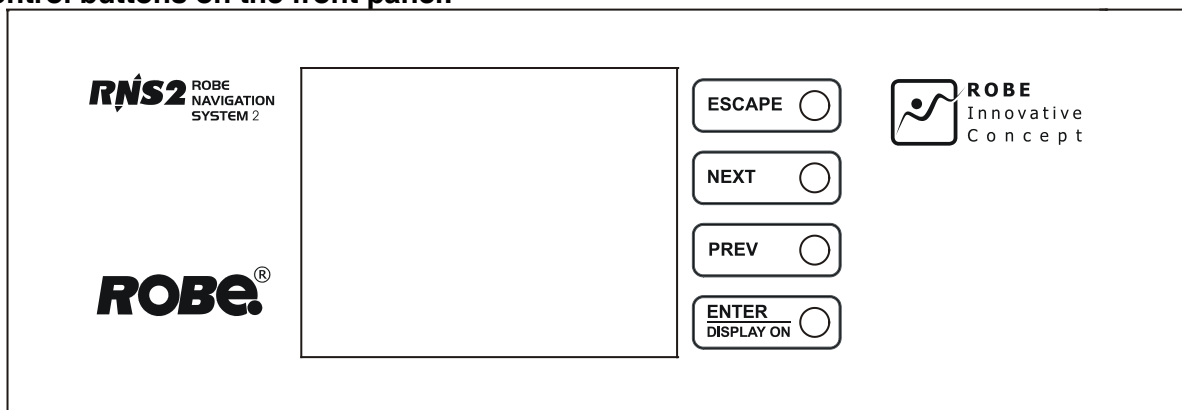 control buttons on the front panel:
RNS2 ROBE
NAVIGATION
SYSTEM 2
ROBE®
ESCAPE
NEXT
PREV
ENTER
DISPLAY ON
ROBE
Innovative
Concept